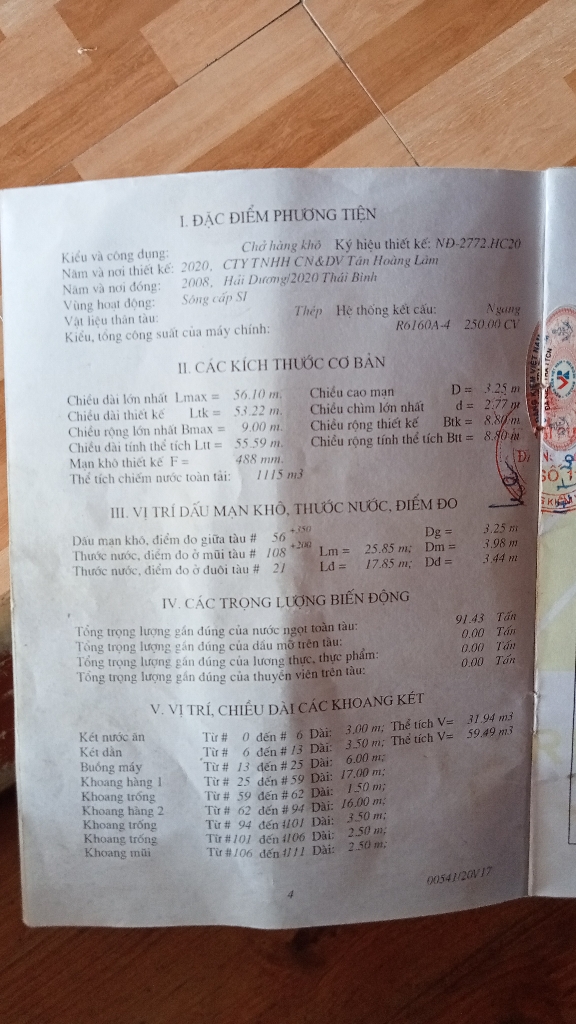 I. ĐẶC ĐIỂM PHƯƠNG TIỆN
Kiểu và công dụng: Chở hàng khô Ký hiệu thiết kế: NĐ-2772.HC20
Năm và nơi thiết kế: 2020, CTY TNHH CN&DV Tân Hoàng Lâm
Năm và nơi đóng: 2008, Hải Dương/2020 Thái Bình
Vùng hoạt động: Sông cấp SI
Vật liệu thân tàu: Thép Hệ thống kết cấu: Ngang
Kiểu, tổng công suất của máy chính: R6160A-4 250.00 CV
II. CÁC KÍCH THƯỚC CƠ BẢN
Chiều dài lớn nhất Lmax = 56.10 m. Chiều cao mạn D = 3.25 m
Chiều dài thiết kế Ltk = 53.22 m. Chiều chìm lớn nhất d = 2.77 m
Chiều rộng lớn nhất Bmax = 9.00 m. Chiều rộng thiết kế Btk = 8.80 m
Chiều dài tính thể tích Ltt = 55.59 m. Chiều rộng tính thể tích Btt = 8.80 m
Mạn khô thiết kế F = 488 mm.
Thể tích chiếm nước toàn tải: 1115 m3
III. VỊ TRÍ DẤU MẠN KHÔ, THƯỚC NƯỚC, ĐIỂM ĐO
Dấu mạn khô, điểm đo giữa tàu # 56 +350 Dg = 3.25 m
Thước nước, điểm đo ở mũi tàu # 108 +200 Lm = 25.85 m; Dm = 3.98 m
Thước nước, điểm đo ở đuôi tàu # 21 Lđ = 17.85 m; Dđ = 3.44 m
IV. CÁC TRỌNG LƯỢNG BIẾN ĐỘNG
Tổng trọng lượng gần đúng của nước ngọt toàn tàu: 91.43 Tấn
Tổng trọng lượng gần đúng của dầu mỡ trên tàu: 0.00 Tấn
Tổng trọng lượng gần đúng của lương thực, thực phẩm: 0.00 Tấn
Tổng trọng lượng gần đúng của thuyền viên trên tàu: 0.00 Tấn
V. VỊ TRÍ, CHIỀU DÀI CÁC KHOANG KÉT
Két nước ăn Từ # 0 đến # 6 Dài: 3.00 m; Thể tích V= 31.94 m3
Két dằn Từ # 6 đến # 13 Dài: 3.50 m; Thể tích V= 59.49 m3
Buồng máy Từ # 13 đến # 25 Dài: 6.00 m;
Khoang hàng 1 Từ # 25 đến # 59 Dài: 17.00 m;
Khoang trống Từ # 59 đến # 62 Dài: 1.50 m;
Khoang hàng 2 Từ # 62 đến # 94 Dài: 16.00 m;
Khoang trống Từ # 94 đến #101 Dài: 3.50 m;
Khoang trống Từ #101 đến #106 Dài: 2.50 m;
Khoang mũi Từ #106 đến #111 Dài: 2.50 m;
00541/20V17
4